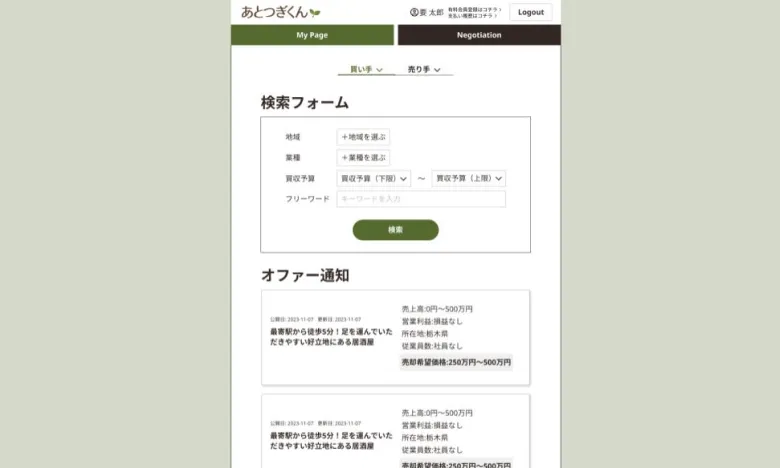 あとつぎくん
要 太郎
有料会員登録はコチラ 〉
支払い履歴はコチラ 〉
Logout
My Page
Negotiation
買い手
売り手
検索フォーム
地域
＋地域を選ぶ
業種
＋業種を選ぶ
買収予算
買収予算（下限）
～
買収予算（上限）
フリーワード
キーワードを入力
検索
オファー通知
公開日: 2023-11-07 更新日: 2023-11-07
最寄駅から徒歩5分！足を運んでいた
だきやすい好立地にある居酒屋
売上高:0円～500万円
営業利益:損益なし
所在地:栃木県
従業員数:社員なし
売却希望価格:250万円～500万円
公開日: 2023-11-07 更新日: 2023-11-07
最寄駅から徒歩5分！足を運んでいた
だきやすい好立地にある居酒屋
売上高:0円～500万円
営業利益:損益なし
所在地:栃木県
従業員数:社員なし
売却希望価格:250万円～500万円